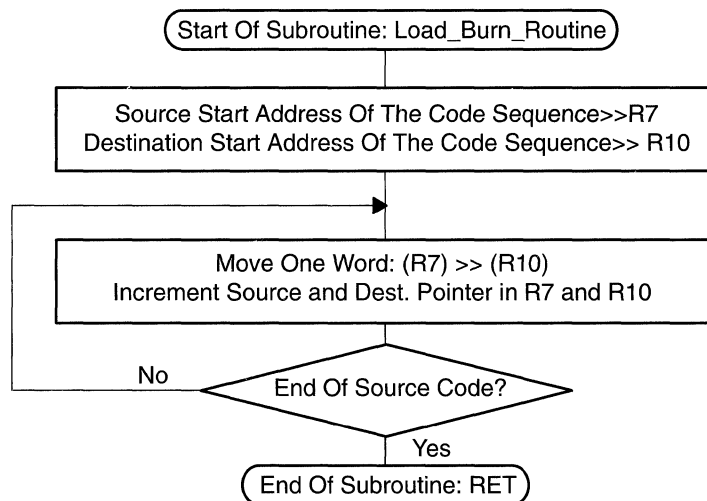 Start Of Subroutine: Load_Burn_Routine
Source Start Address Of The Code Sequence>>R7
Destination Start Address Of The Code Sequence>> R10
Move One Word: (R7) >> (R10)
Increment Source and Dest. Pointer in R7 and R10
No
End Of Source Code?
Yes
End Of Subroutine: RET